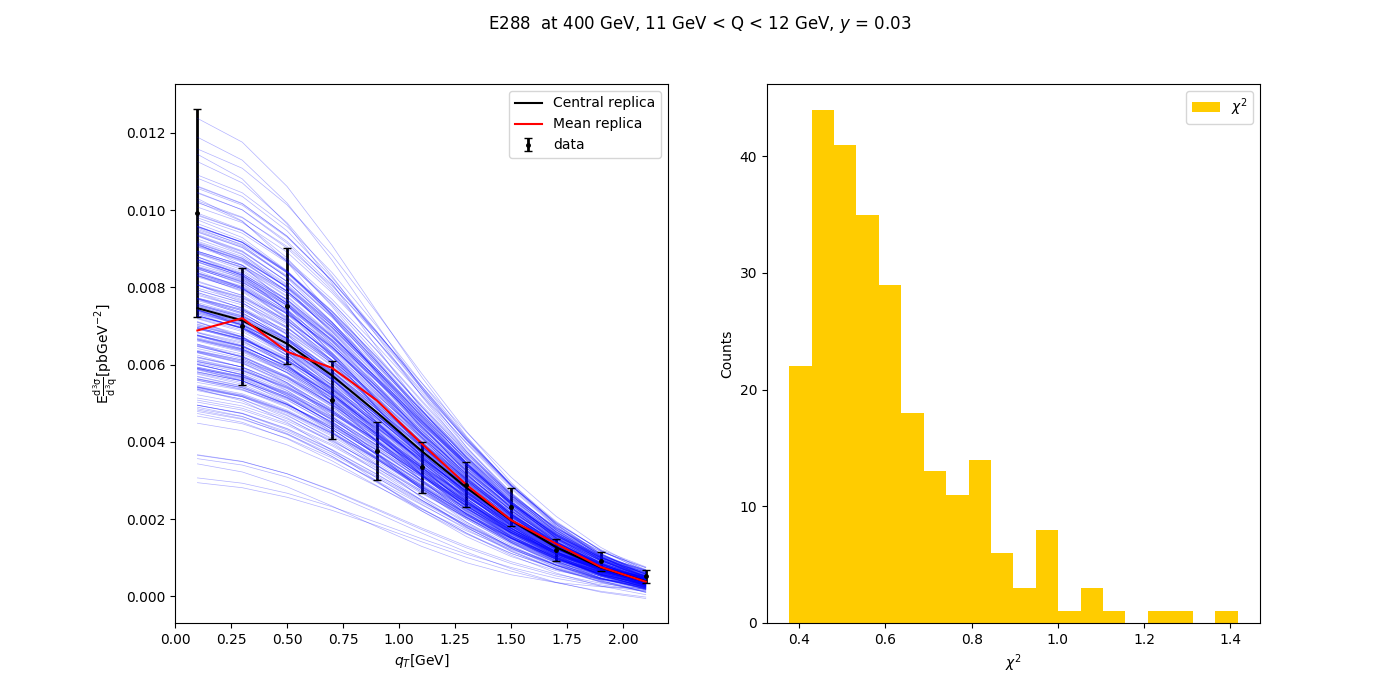 E288 at 400 GeV, 11 GeV < Q < 12 GeV, y = 0.03
Central replica
Mean replica
data
0.012
0.010
0.008
0.006
0.004
0.002
0.000
E d³σ/d³q [pbGeV⁻²]
0.00 0.25 0.50 0.75 1.00 1.25 1.50 1.75 2.00
q_T[GeV]
χ²
40
30
20
10
0
Counts
0.4 0.6 0.8 1.0 1.2 1.4
χ²